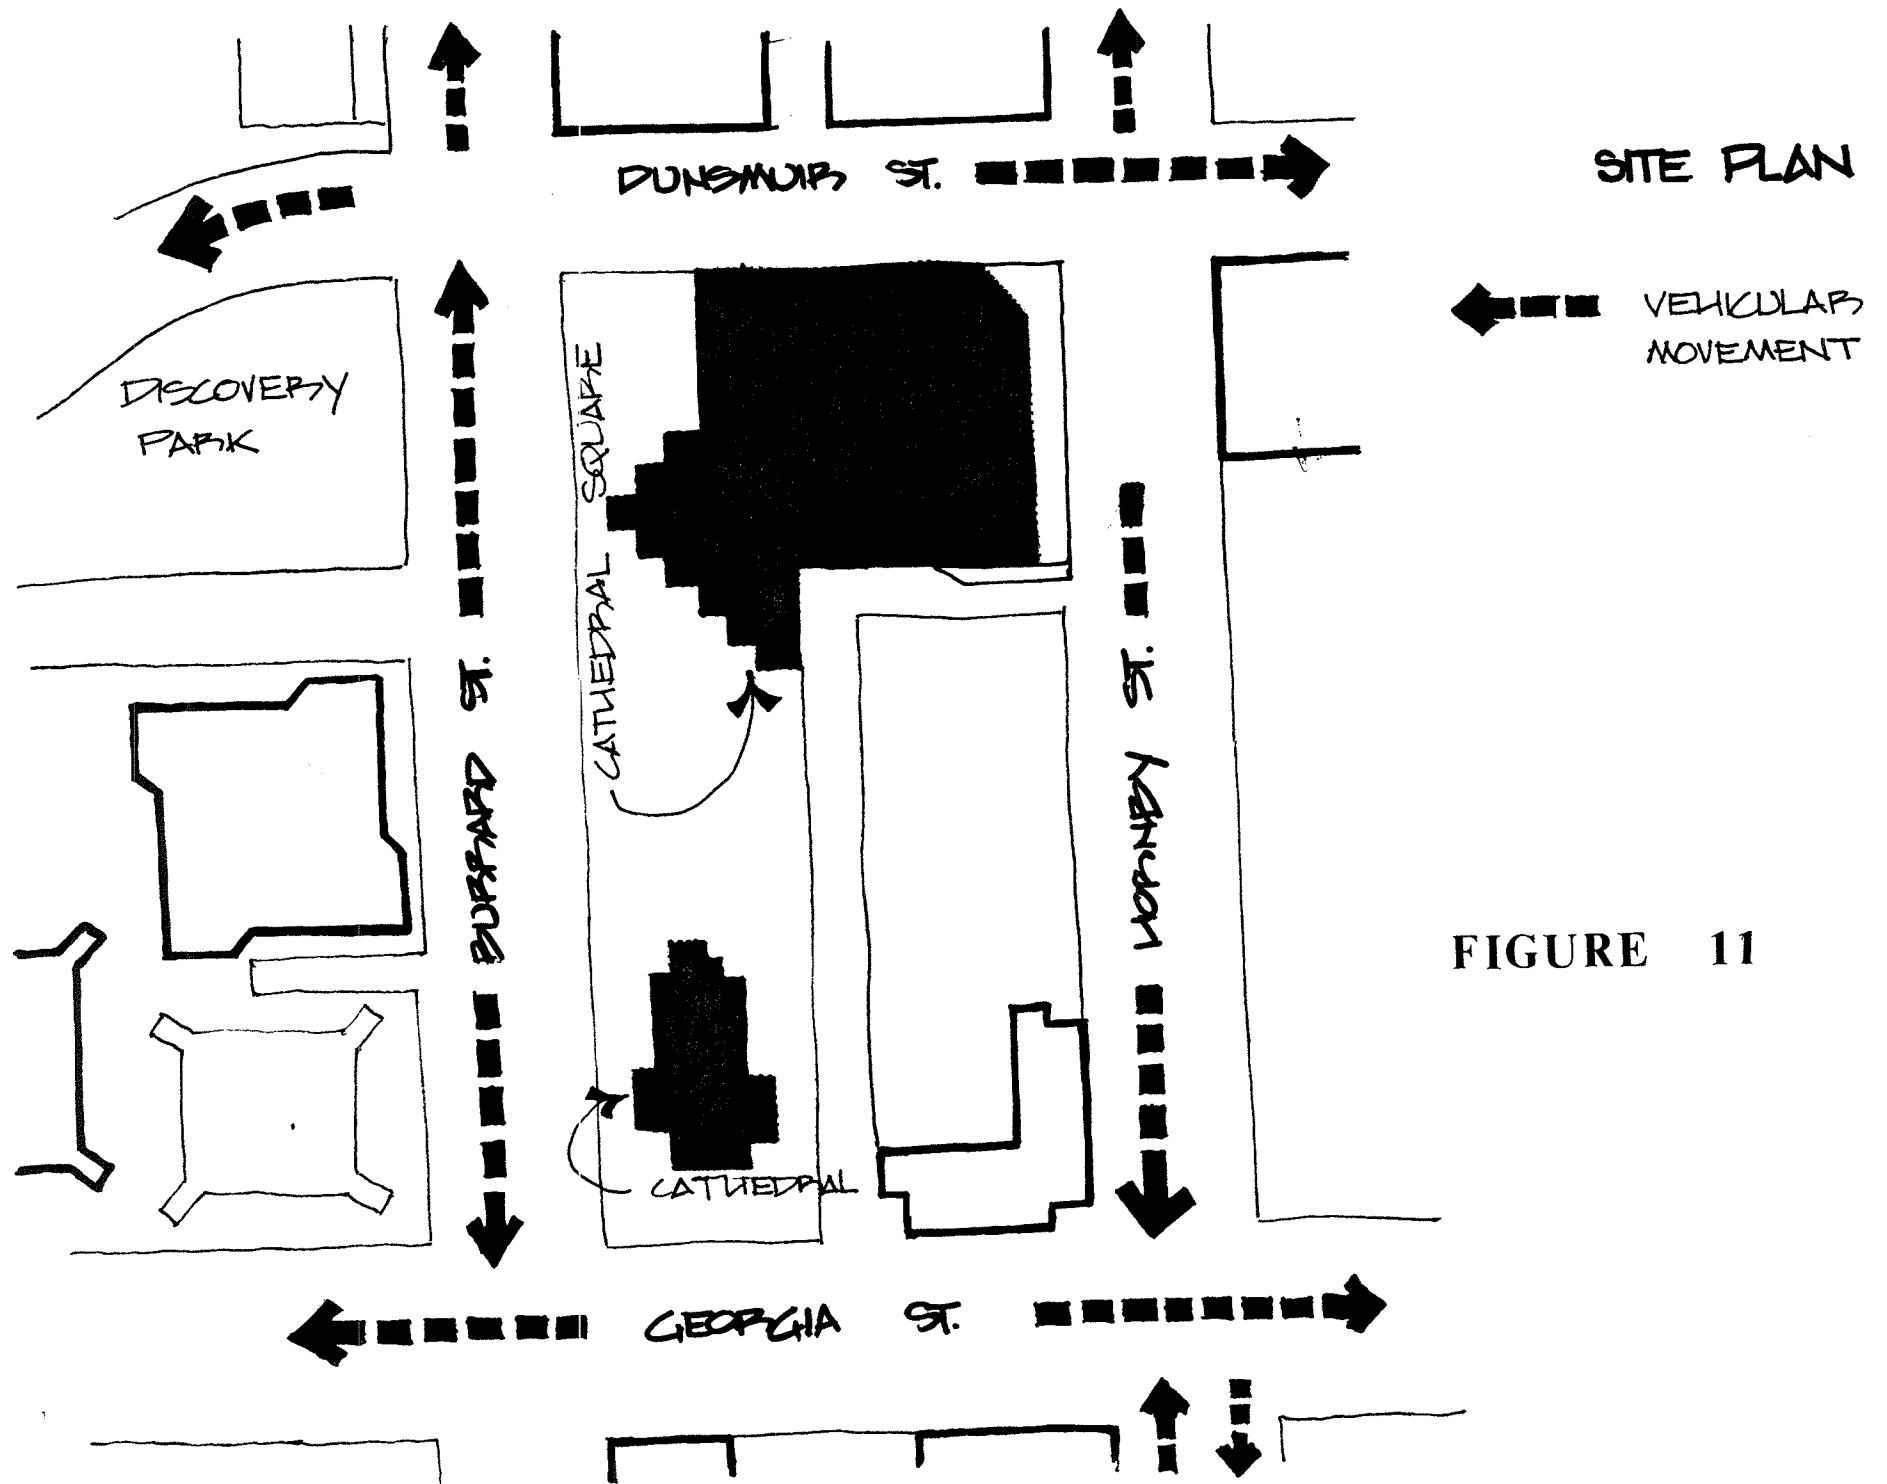 DUNSMUIR ST.
SITE PLAN
VEHICULAR
MOVEMENT
DISCOVERY
PARK
CATHEDRAL SQUARE
BURRARD ST.
HORNBY ST.
FIGURE 11
CATHEDRAL
GEORGIA ST.